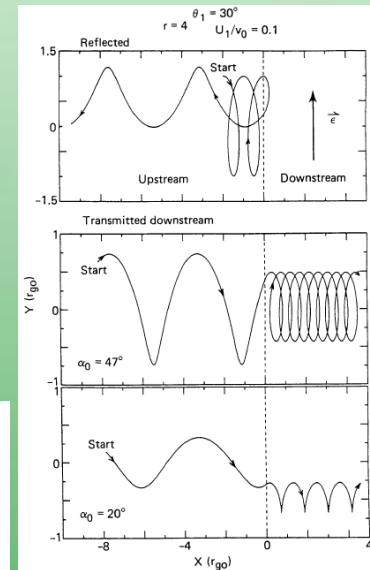 θ₁ = 30°
r = 4 U₁/v₀ = 0.1
Reflected
1.5
Start
0
ε
Upstream Downstream
-1.5
Transmitted downstream
1
Start
0
Y (rgo)
α₀ = 47°
-1
1
Start
0
α₀ = 20°
-1
-8 -4 0 4
X (rgo)